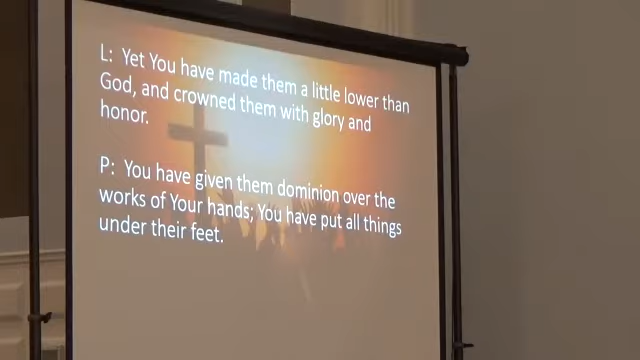 L: Yet You have made them a little lower than
God, and crowned them with glory and
honor.
P: You have given them dominion over the
works of Your hands; You have put all things
under their feet.